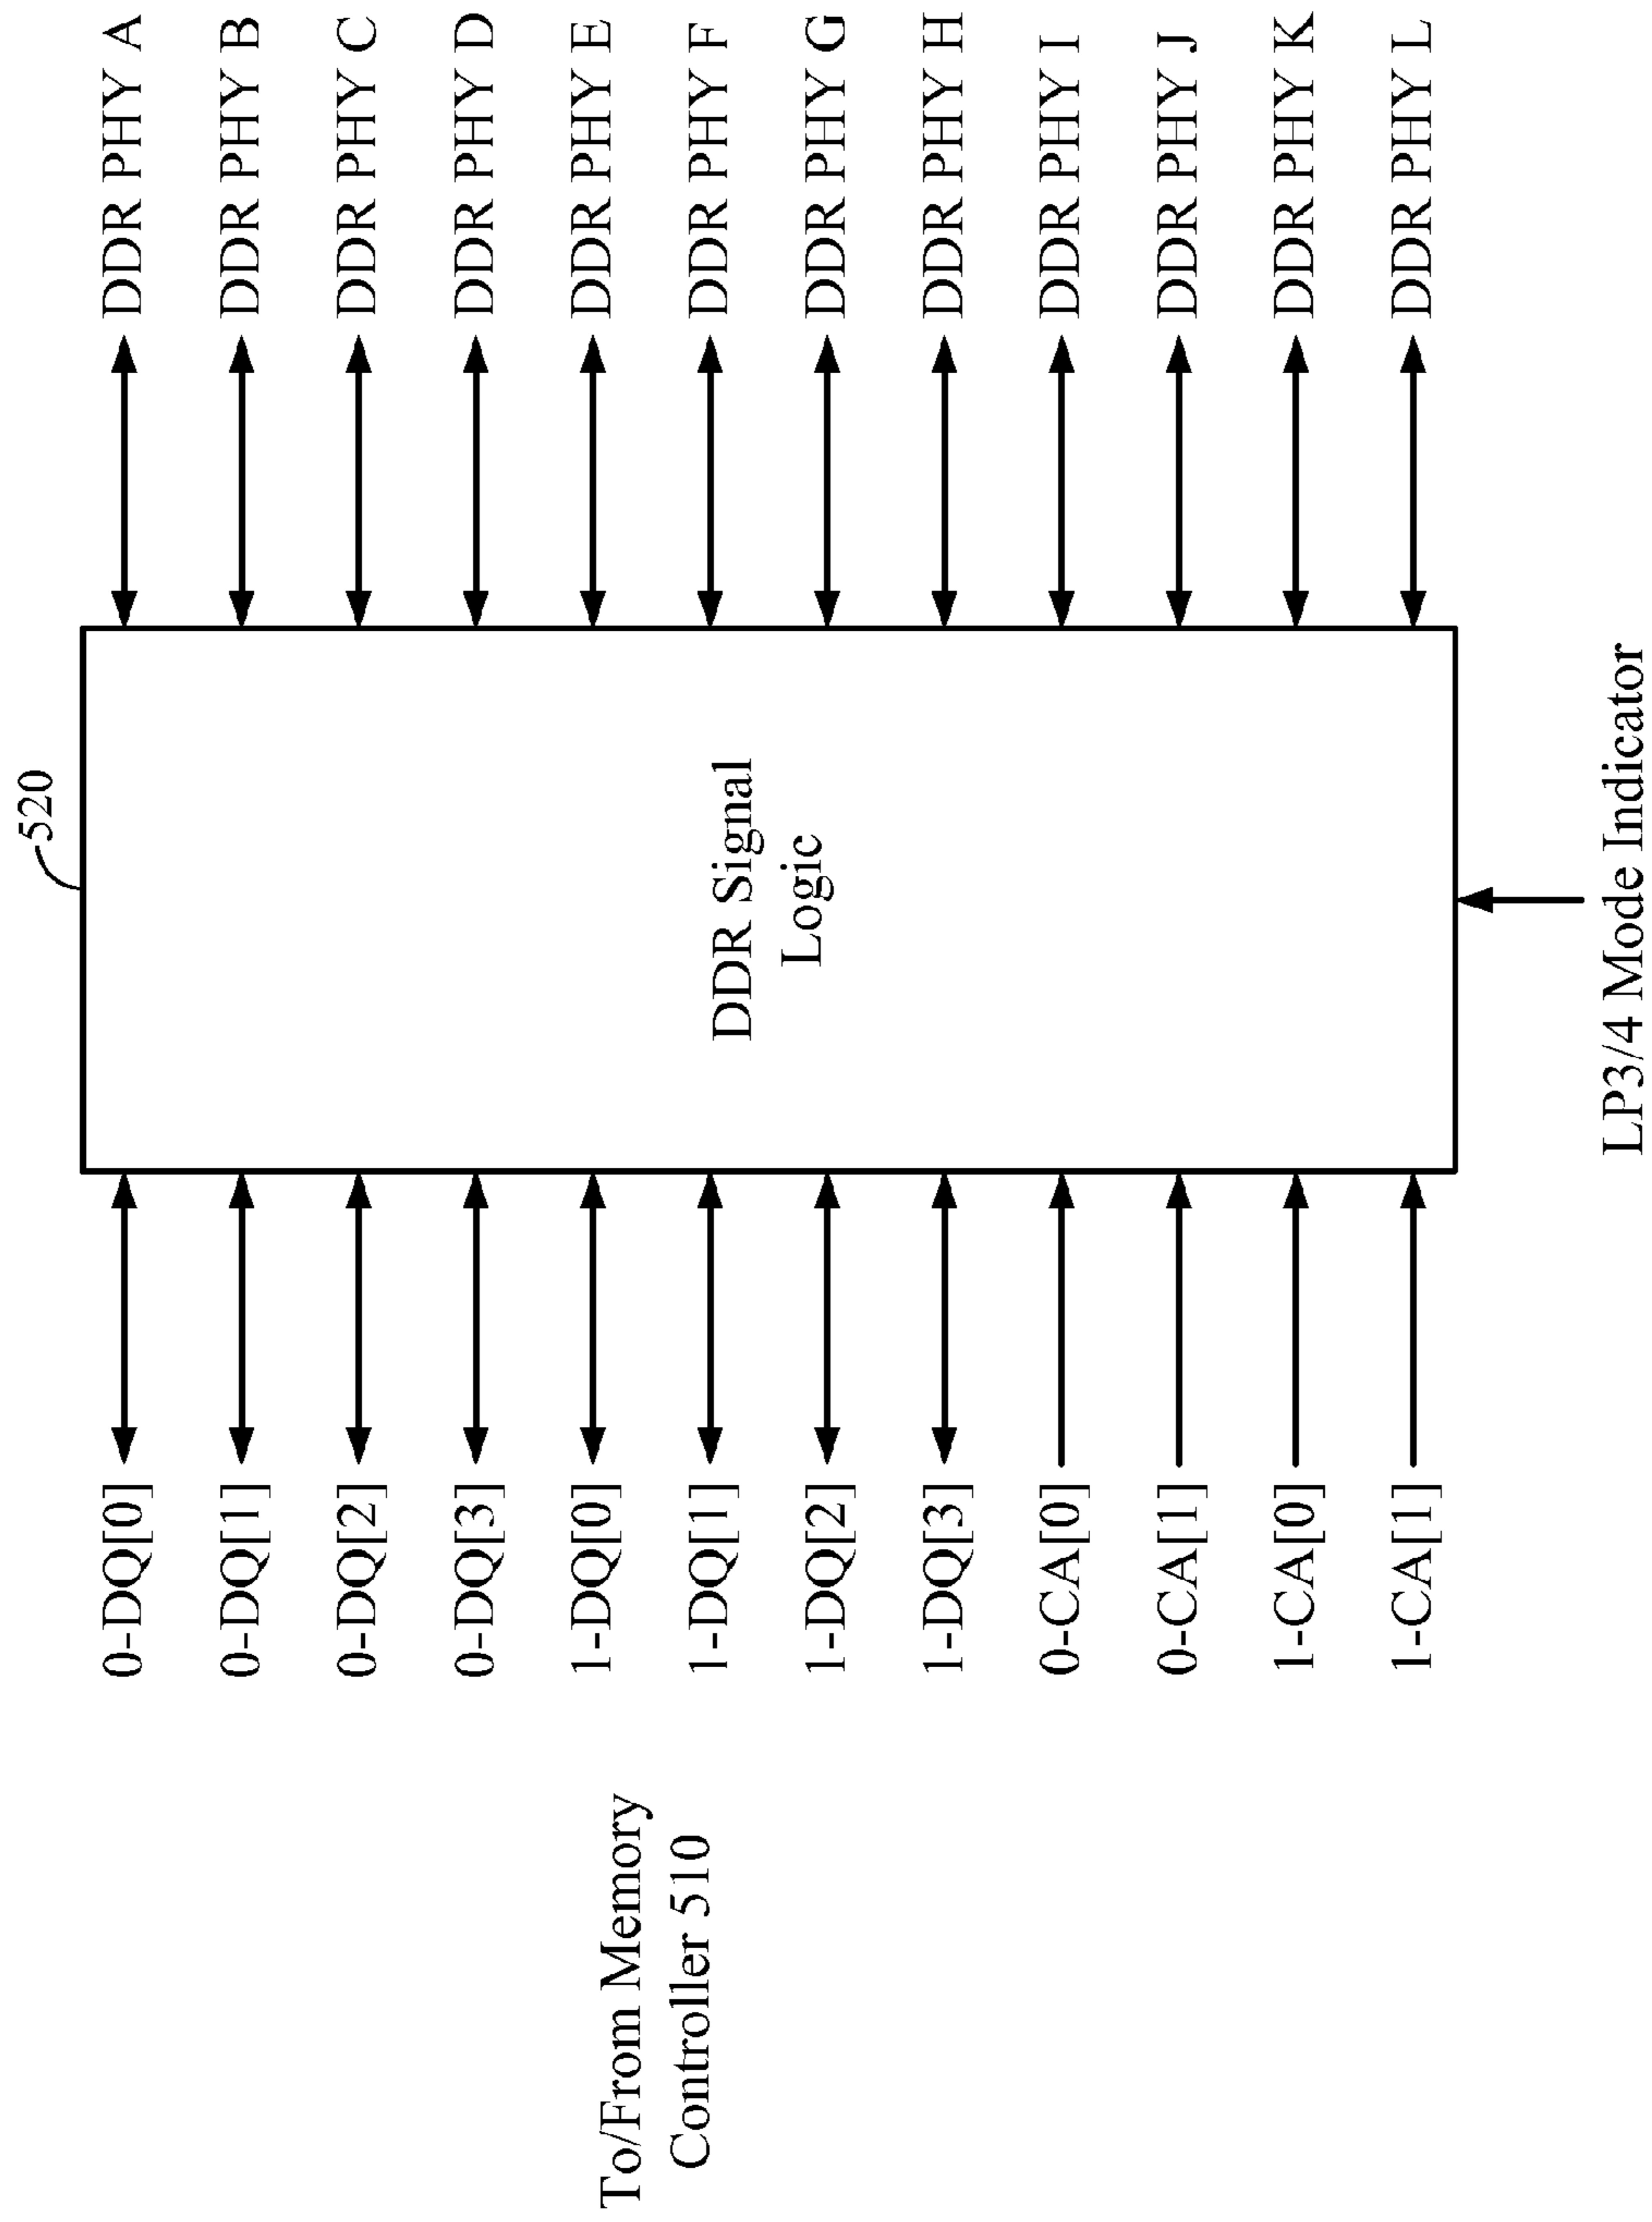 520
To/From Memory
Controller 510
0-DQ[0]
0-DQ[1]
0-DQ[2]
0-DQ[3]
1-DQ[0]
1-DQ[1]
1-DQ[2]
1-DQ[3]
0-CA[0]
0-CA[1]
1-CA[0]
1-CA[1]
DDR Signal
Logic
DDR PHY A
DDR PHY B
DDR PHY C
DDR PHY D
DDR PHY E
DDR PHY F
DDR PHY G
DDR PHY H
DDR PHY I
DDR PHY J
DDR PHY K
DDR PHY L
LP3/4 Mode Indicator